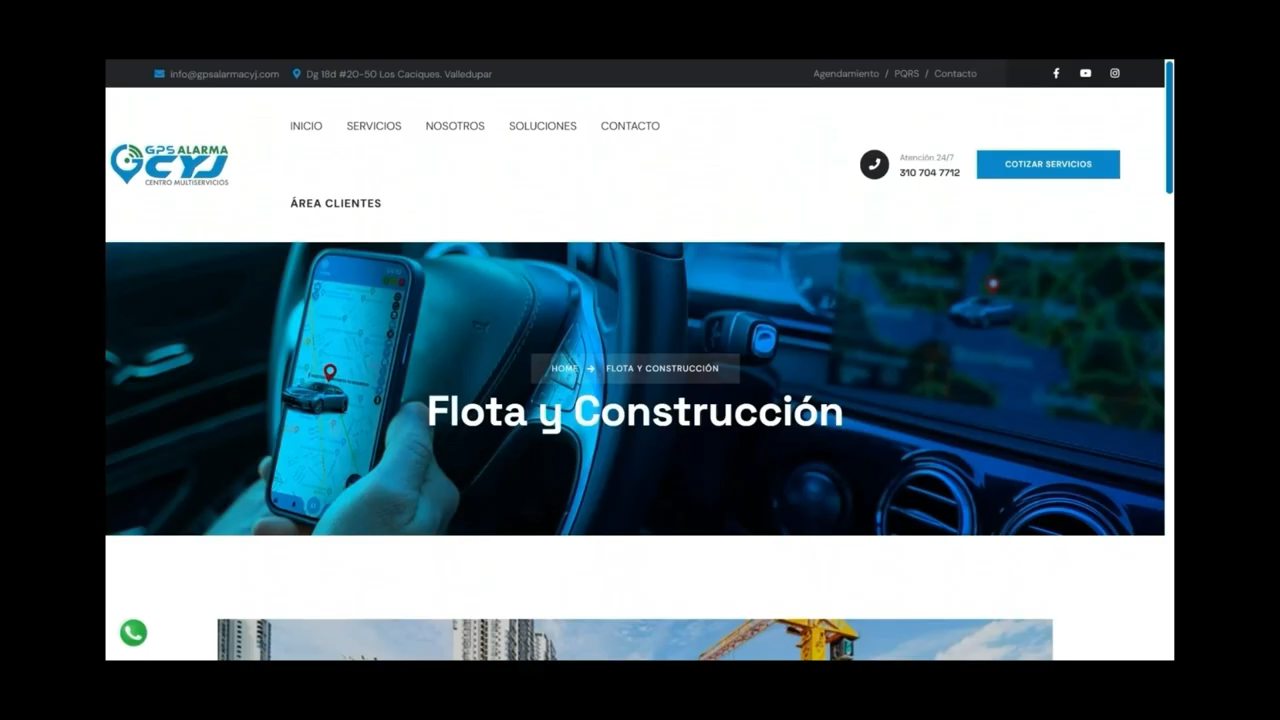 info@gpsalarmacyj.com Dg 18d #20-50 Los Caciques. Valledupar Agendamiento / PQRS / Contacto
INICIO SERVICIOS NOSOTROS SOLUCIONES CONTACTO
GPS ALARMA
CYJ
CENTRO MULTISERVICIOS
Atención 24/7
310 704 7712
COTIZAR SERVICIOS
ÁREA CLIENTES
HOME → FLOTA Y CONSTRUCCIÓN
Flota y Construcción